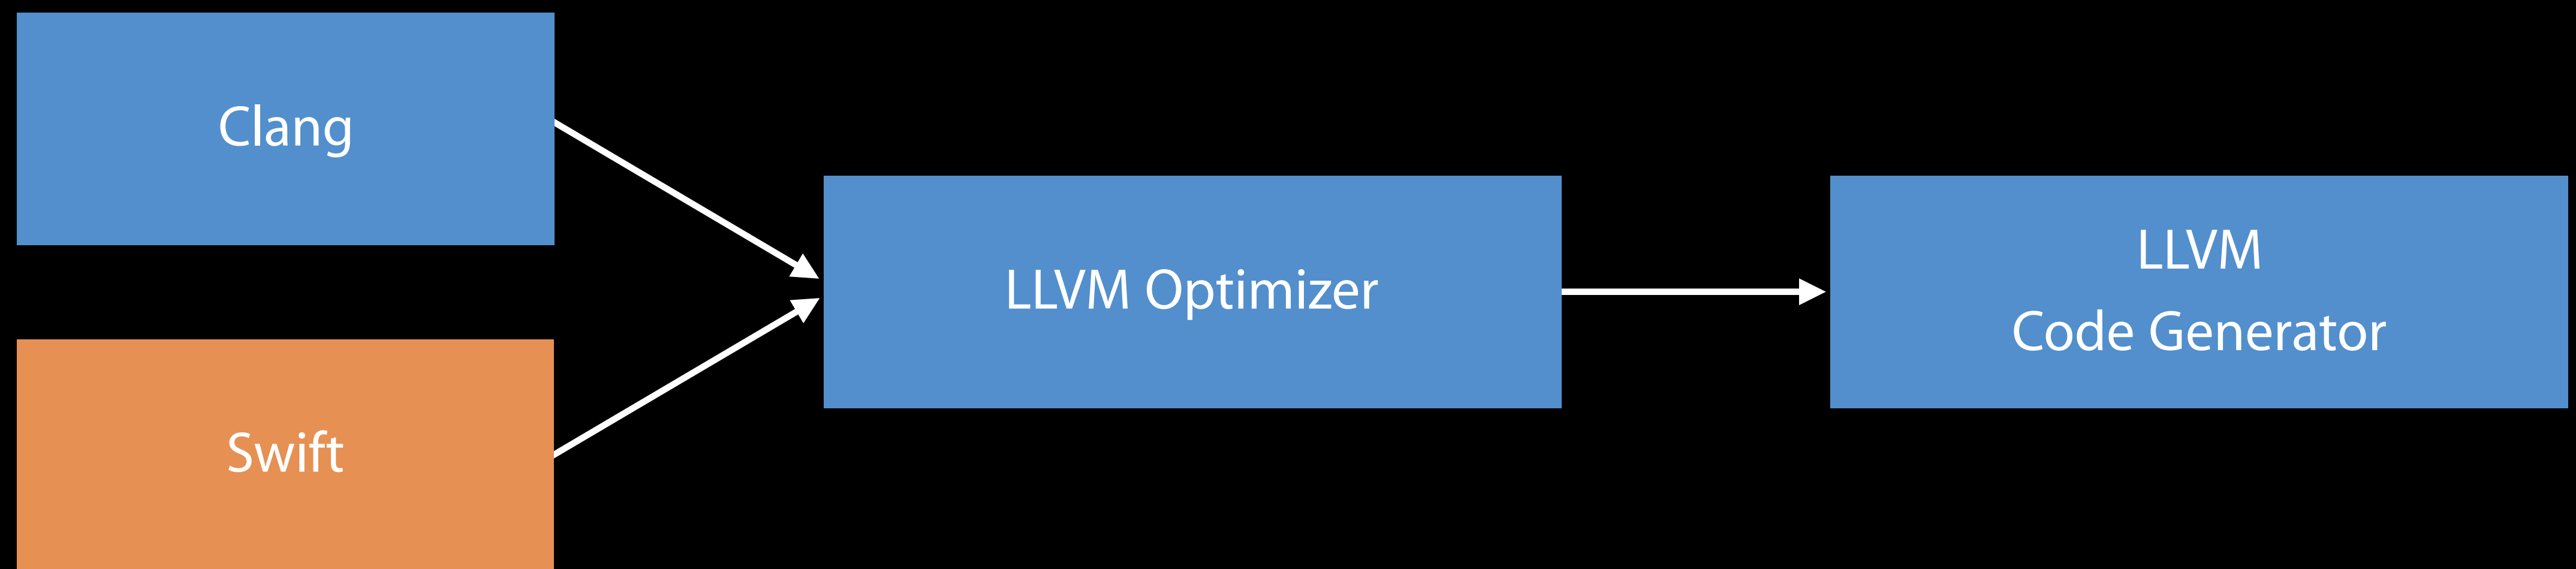 Clang
Swift
LLVM Optimizer
LLVM
Code Generator